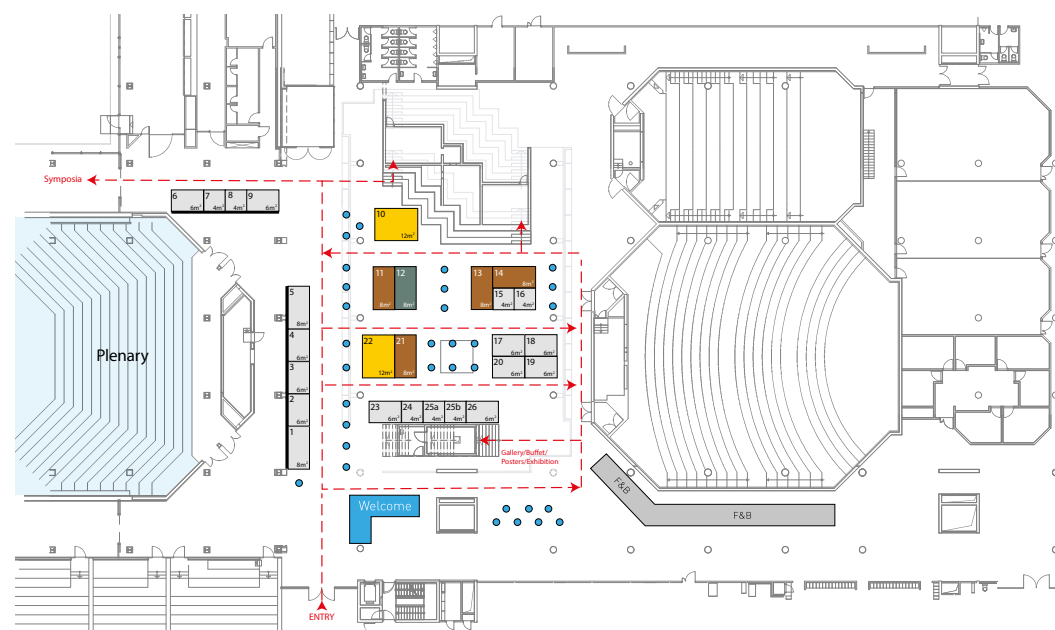 Symposia
6
6m²
7
4m²
8
4m²
9
6m²
10
12m²
11
8m²
12
8m²
13
8m²
14
8m²
15
4m²
16
4m²
5
8m²
4
6m²
3
6m²
2
6m²
1
8m²
Plenary
22
12m²
21
8m²
17
6m²
18
6m²
20
6m²
19
6m²
23
6m²
24
4m²
25a
4m²
25b
4m²
26
6m²
Gallery/Buffet/
Posters/Exhibition
Welcome
F&B
F&B
ENTRY